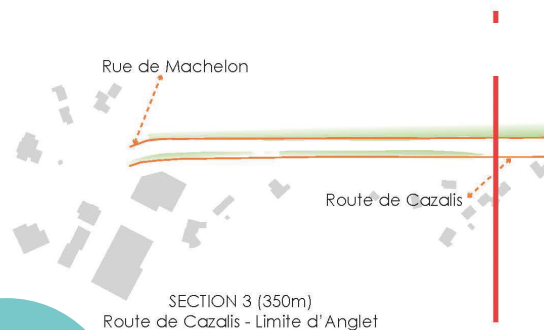 Rue de Machelon
Route de Cazalis
SECTION 3 (350m)
Route de Cazalis - Limite d'Anglet